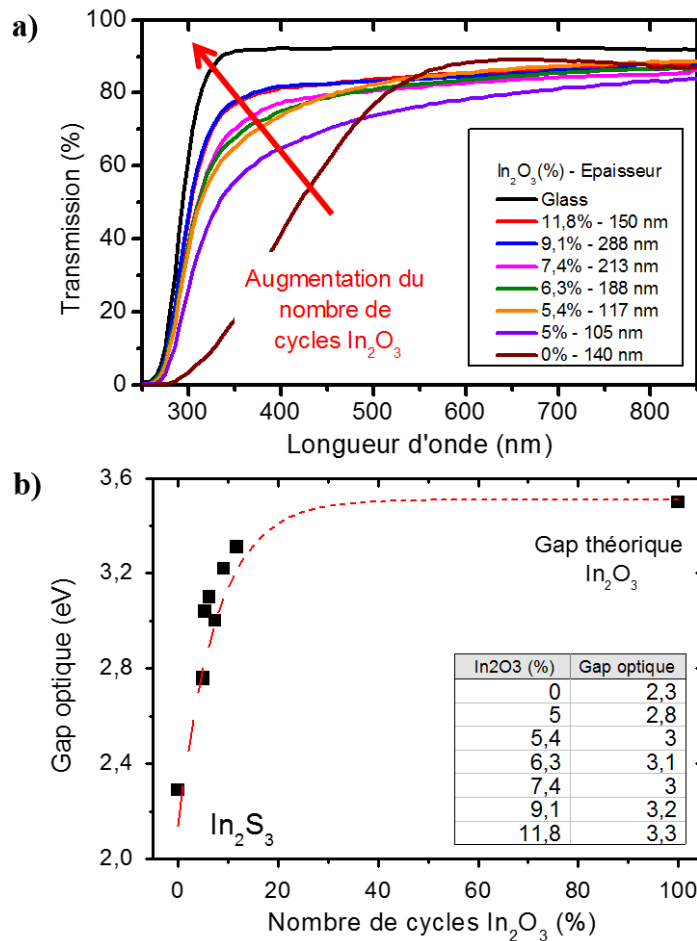 a)
100
80
60
40
20
0
Transmission (%)
300 400 500 600 700 800
Longueur d'onde (nm)
Augmentation du
nombre de
cycles In₂O₃
In₂O₃(%) - Epaisseur
Glass
11,8% - 150 nm
9,1% - 288 nm
7,4% - 213 nm
6,3% - 188 nm
5,4% - 117 nm
5% - 105 nm
0% - 140 nm
b)
3,6
3,2
2,8
2,4
2,0
Gap optique (eV)
0 20 40 60 80 100
Nombre de cycles In₂O₃ (%)
In₂S₃
Gap théorique
In₂O₃
In2O3 (%) Gap optique
0 2,3
5 2,8
5,4 3
6,3 3,1
7,4 3
9,1 3,2
11,8 3,3